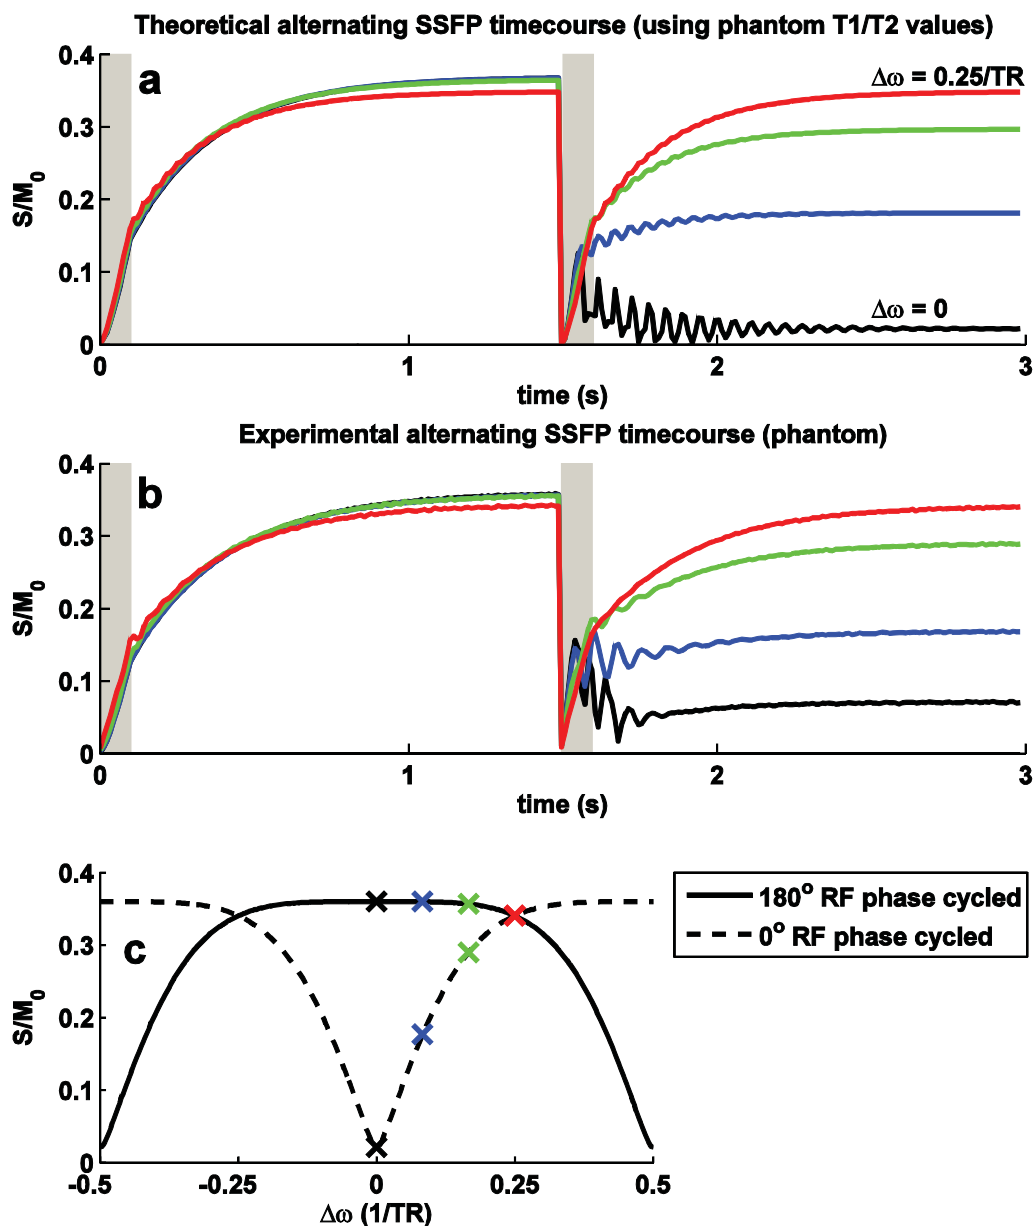 Theoretical alternating SSFP timecourse (using phantom T1/T2 values)
a
Δω = 0.25/TR
Δω = 0
S/M₀
0.4
0.3
0.2
0.1
0
0 1 2 3
time (s)
Experimental alternating SSFP timecourse (phantom)
b
S/M₀
0.4
0.3
0.2
0.1
0
0 1 2 3
time (s)
c
S/M₀
0.4
0.3
0.2
0.1
0
-0.5 -0.25 0 0.25 0.5
Δω (1/TR)
180° RF phase cycled
0° RF phase cycled